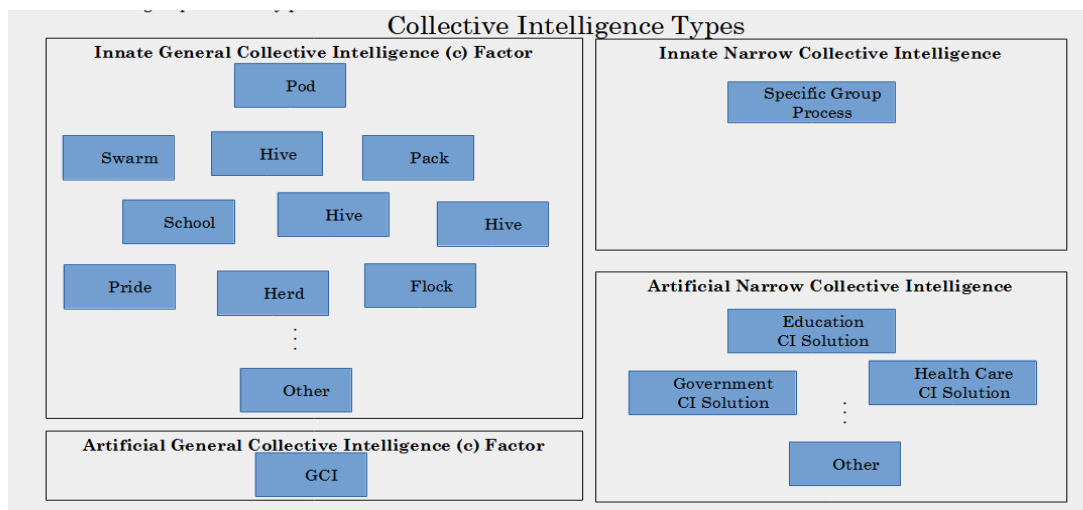 Collective Intelligence Types
Innate General Collective Intelligence (c) Factor
Pod
Swarm
Hive
Pack
School
Hive
Hive
Pride
Herd
Flock
Other
Artificial General Collective Intelligence (c) Factor
GCI
Innate Narrow Collective Intelligence
Specific Group
Process
Artificial Narrow Collective Intelligence
Education
CI Solution
Government
CI Solution
Health Care
CI Solution
Other